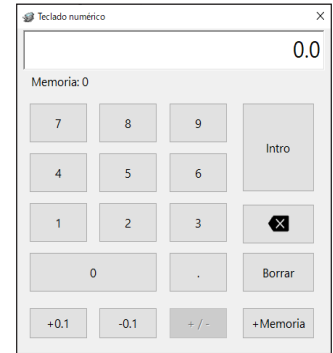 Teclado numérico
0.0
Memoria: 0
7 8 9
Intro
4 5 6
1 2 3
0 . Borrar
+0.1 -0.1 +/- +Memoria